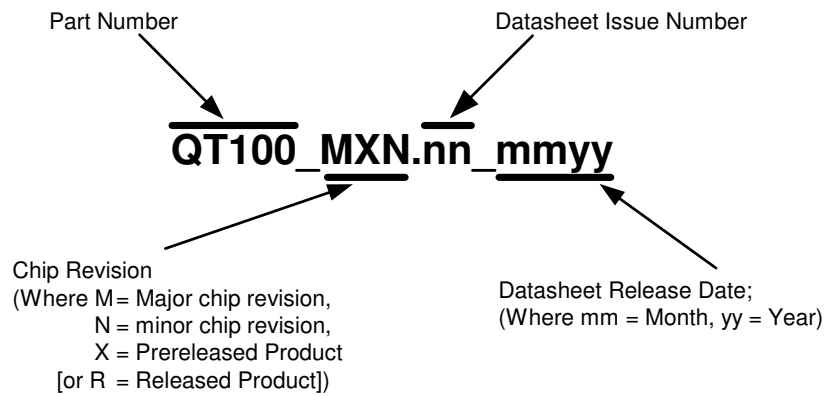 Part Number
Datasheet Issue Number
QT100_MXN.nn_mmyy
Chip Revision
(Where M = Major chip revision,
N = minor chip revision,
X = Prereleased Product
[or R = Released Product])
Datasheet Release Date;
(Where mm = Month, yy = Year)